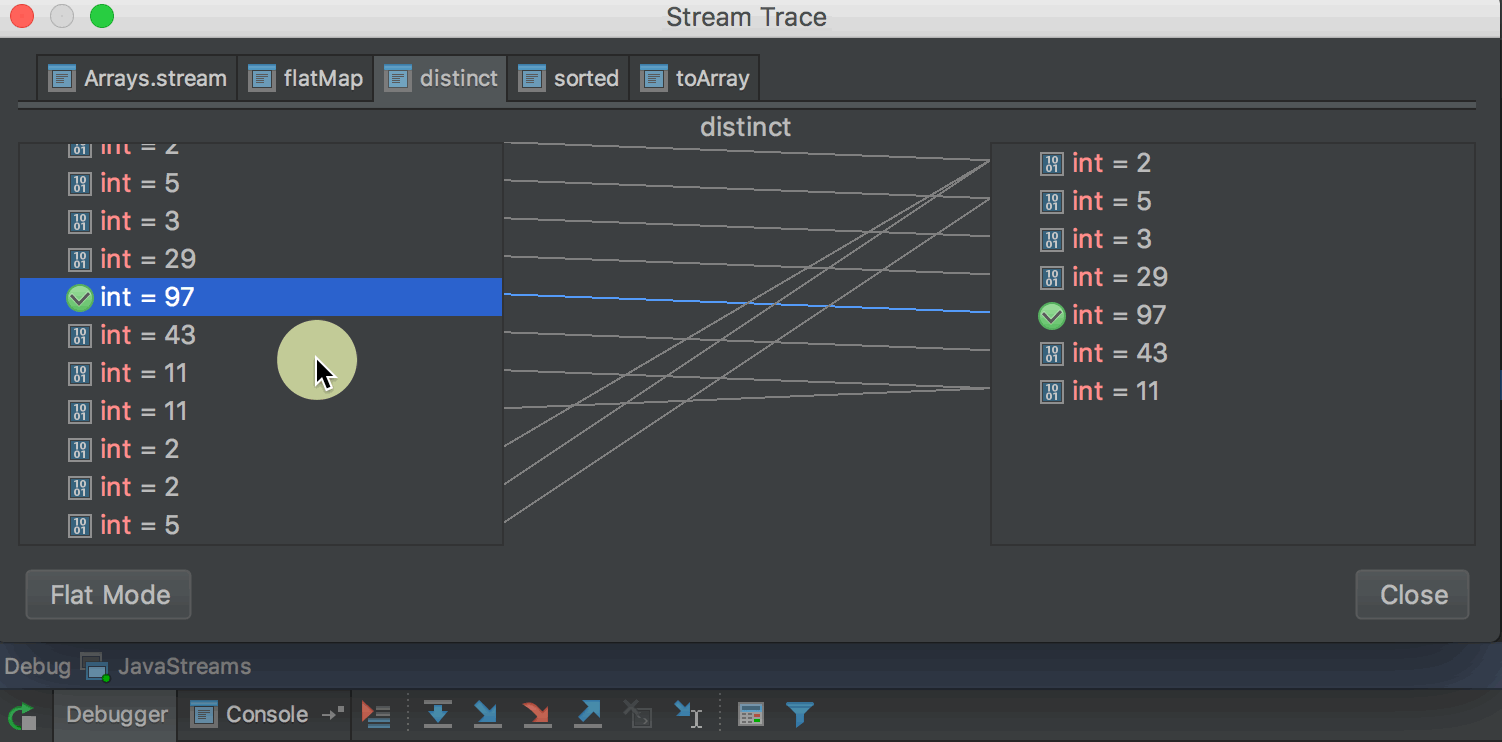 Stream Trace
Arrays.stream flatMap distinct sorted toArray
distinct
int = 2
int = 5
int = 3
int = 29
int = 97
int = 43
int = 11
int = 11
int = 2
int = 2
int = 5
int = 2
int = 5
int = 3
int = 29
int = 97
int = 43
int = 11
Flat Mode
Close
Debug JavaStreams
Debugger Console